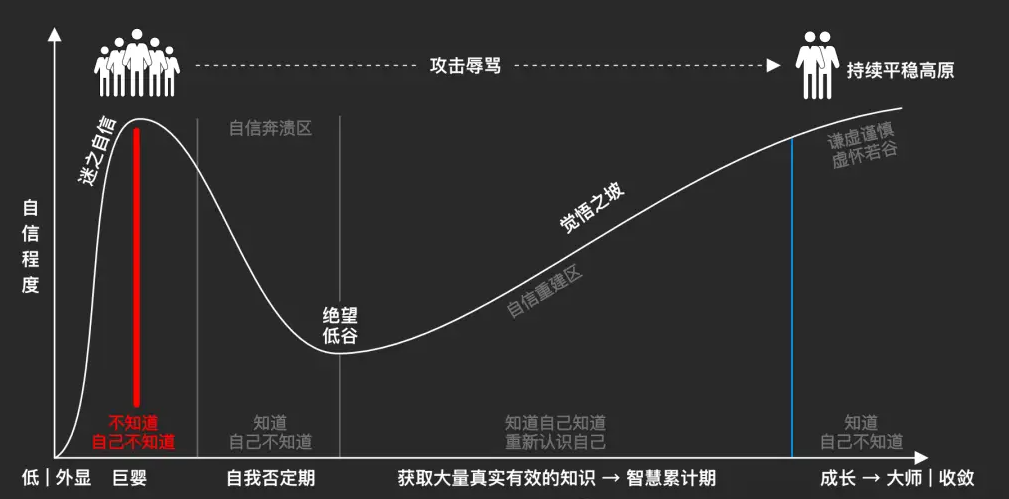 攻击辱骂
持续平稳高原
迷之自信
自信奔溃区
谦虚谨慎
虚怀若谷
自信程度
觉悟之坡
自信重建区
绝望
低谷
不知道
自己不知道
知道
自己不知道
知道自己知道
重新认识自己
知道
自己不知道
低 | 外显
巨婴
自我否定期
获取大量真实有效的知识 → 智慧累计期
成长 → 大师 | 收敛